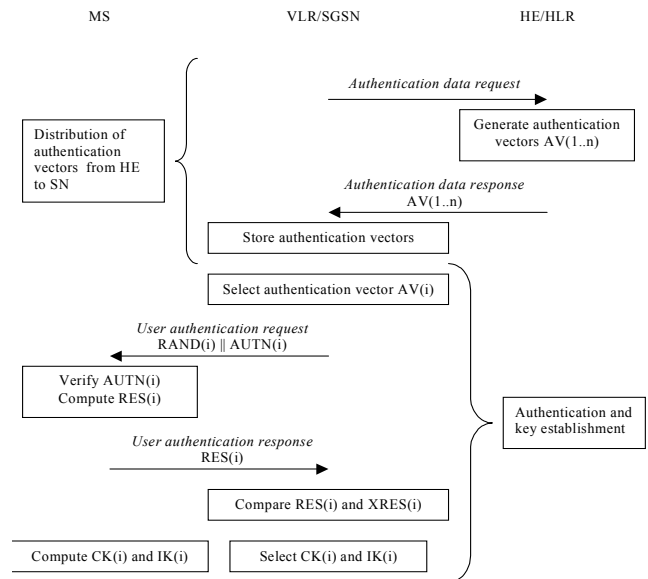 MS
VLR/SGSN
HE/HLR
Authentication data request
Distribution of
authentication
vectors from HE
to SN
Generate authentication
vectors AV(1..n)
Authentication data response
AV(1..n)
Store authentication vectors
Select authentication vector AV(i)
User authentication request
RAND(i) || AUTN(i)
Verify AUTN(i)
Compute RES(i)
Authentication and
key establishment
User authentication response
RES(i)
Compare RES(i) and XRES(i)
Compute CK(i) and IK(i)
Select CK(i) and IK(i)